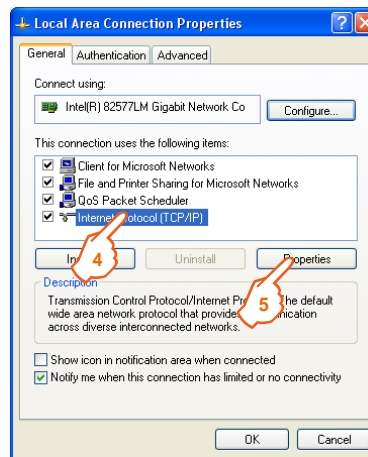 Local Area Connection Properties
General Authentication Advanced
Connect using:
Intel(R) 82577LM Gigabit Network Co
Configure...
This connection uses the following items:
Client for Microsoft Networks
File and Printer Sharing for Microsoft Networks
QoS Packet Scheduler
Internet (TCP/IP)
4
Uninstall
Properties
5
Description
Transmission Control Protocol/Internet The default
wide area network protocol that
across diverse interconnected networks.
Show icon in notification area when connected
Notify me when this connection has limited or no connectivity
OK Cancel